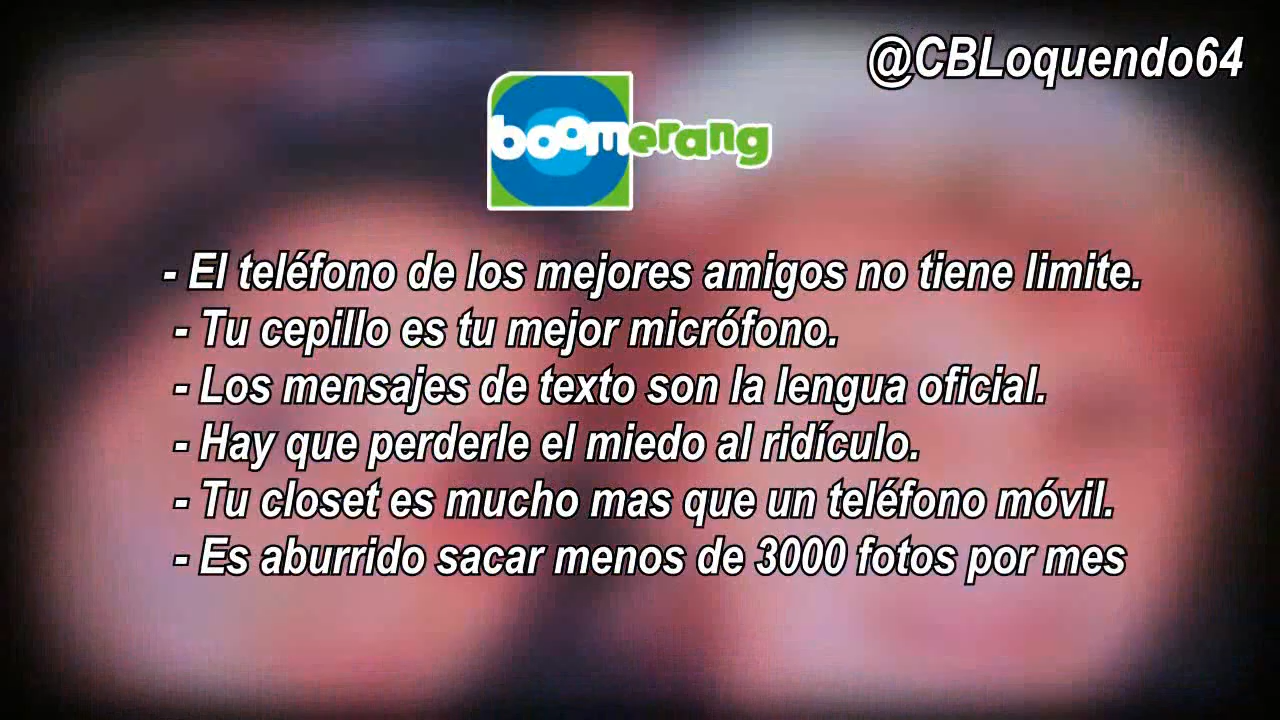 @CBLoquendo64
boomerang
- El teléfono de los mejores amigos no tiene limite.
- Tu cepillo es tu mejor micrófono.
- Los mensajes de texto son la lengua oficial.
- Hay que perderle el miedo al ridículo.
- Tu closet es mucho mas que un teléfono móvil.
- Es aburrido sacar menos de 3000 fotos por mes